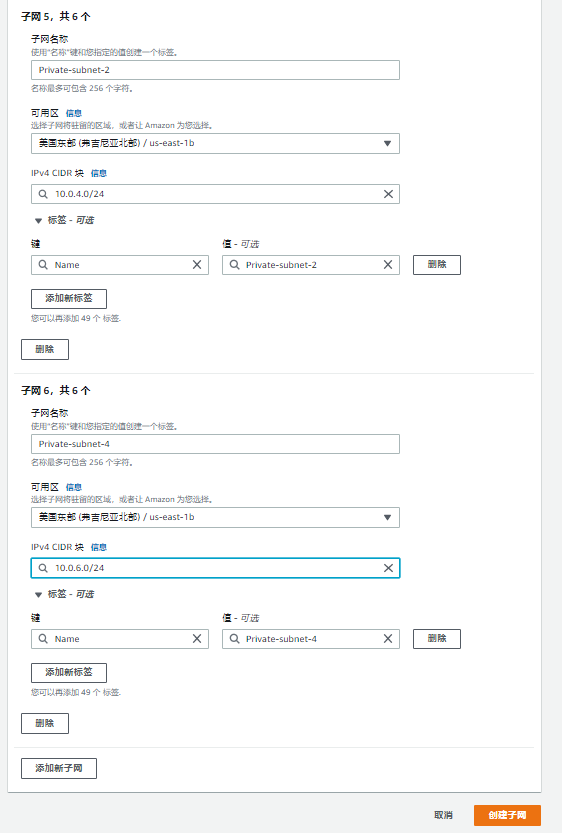 子网 5，共 6 个
子网名称
使用"名称"键和您指定的值创建一个标签。
Private-subnet-2
名称最多可包含 256 个字符。
可用区 信息
选择子网将驻留的区域，或者让 Amazon 为您选择。
美国东部 (弗吉尼亚北部) / us-east-1b
IPv4 CIDR 块 信息
10.0.4.0/24
标签 - 可选
键 值 - 可选
Name Private-subnet-2 删除
添加新标签
您可以再添加 49 个 标签.
删除
子网 6，共 6 个
子网名称
使用"名称"键和您指定的值创建一个标签。
Private-subnet-4
名称最多可包含 256 个字符。
可用区 信息
选择子网将驻留的区域，或者让 Amazon 为您选择。
美国东部 (弗吉尼亚北部) / us-east-1b
IPv4 CIDR 块 信息
10.0.6.0/24
标签 - 可选
键 值 - 可选
Name Private-subnet-4 删除
添加新标签
您可以再添加 49 个 标签.
删除
添加新子网
取消 创建子网